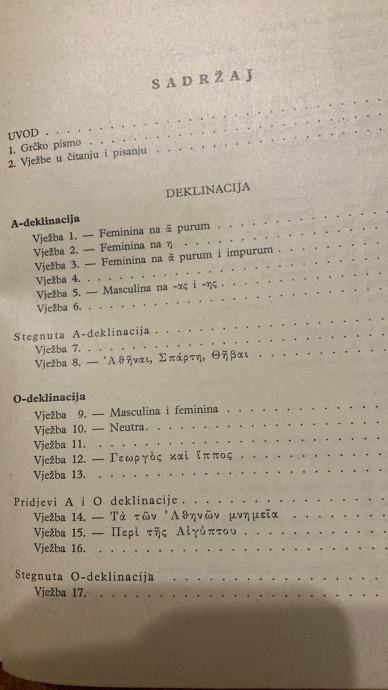 SADRŽAJ
UVOD
1. Grčko pismo
2. Vježbe u čitanju i pisanju
DEKLINACIJA
A-deklinacija
Vježba 1. — Feminina na ᾱ purum
Vježba 2. — Feminina na η
Vježba 3. — Feminina na ᾰ purum i impurum
Vježba 4.
Vježba 5. — Masculina na -ας i -ης
Vježba 6.
Stegnuta A-deklinacija
Vježba 7.
Vježba 8. — Ἀθῆναι, Σπάρτη, Θῆβαι
O-deklinacija
Vježba 9. — Masculina i feminina
Vježba 10. — Neutra
Vježba 11.
Vježba 12. — Γεωργὸς καὶ ἵππος
Vježba 13.
Pridjevi A i O deklinacije
Vježba 14. — Τὰ τῶν Ἀθηνῶν μνημεῖα
Vježba 15. — Περὶ τῆς Αἰγύπτου
Vježba 16.
Stegnuta O-deklinacija
Vježba 17.